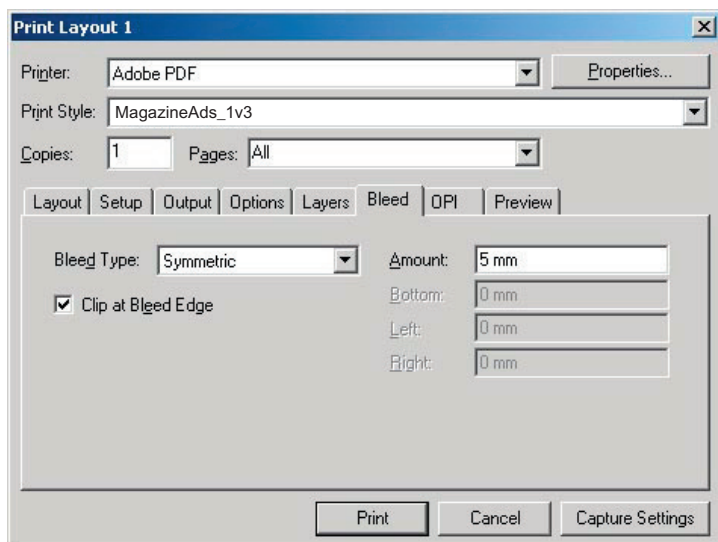 Print Layout 1
Printer: Adobe PDF Properties...
Print Style: MagazineAds_1v3
Copies: 1 Pages: All
Layout Setup Output Options Layers Bleed OPI Preview
Bleed Type: Symmetric Amount: 5 mm
Clip at Bleed Edge Bottom: 0 mm
Left: 0 mm
Right: 0 mm
Print Cancel Capture Settings